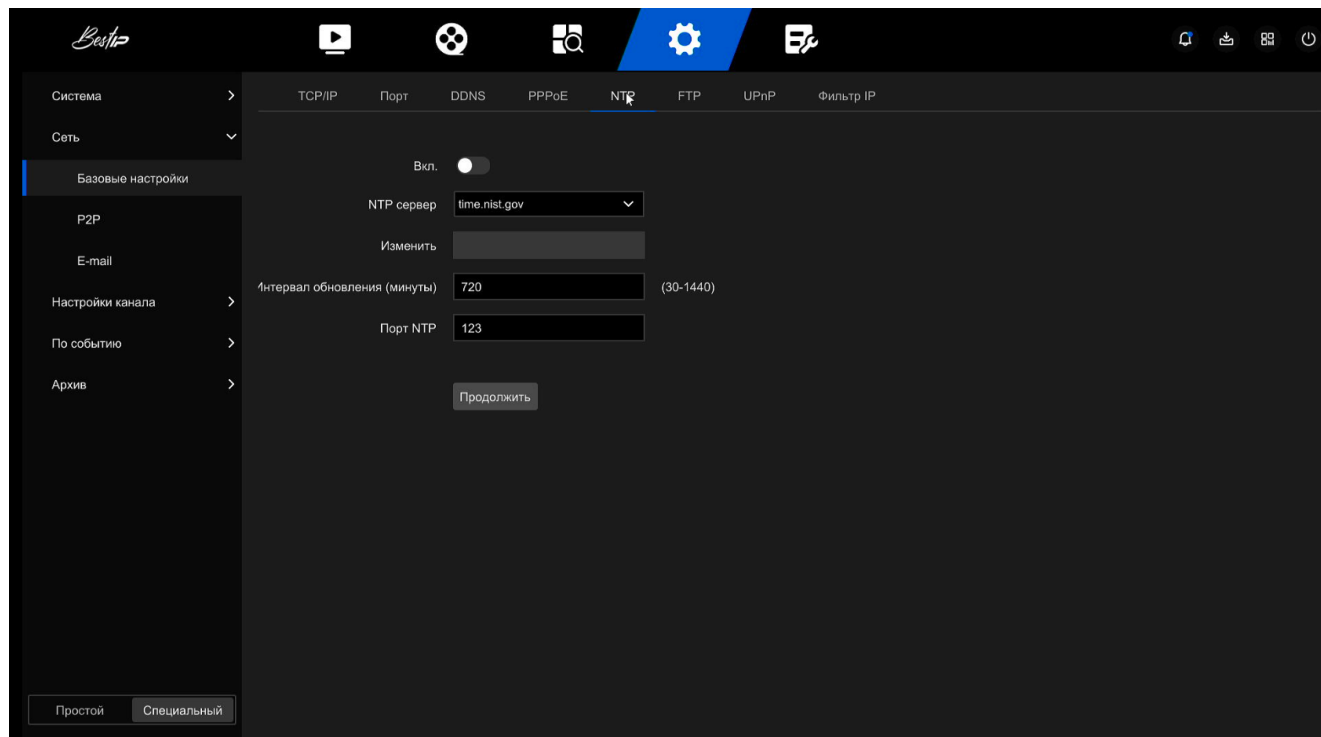 BestIP
Система
Сеть
Базовые настройки
P2P
E-mail
Настройки канала
По событию
Архив
Простой Специальный
TCP/IP Порт DDNS PPPoE NTP FTP UPnP Фильтр IP
Вкл.
NTP сервер time.nist.gov
Изменить
Интервал обновления (минуты) 720 (30-1440)
Порт NTP 123
Продолжить